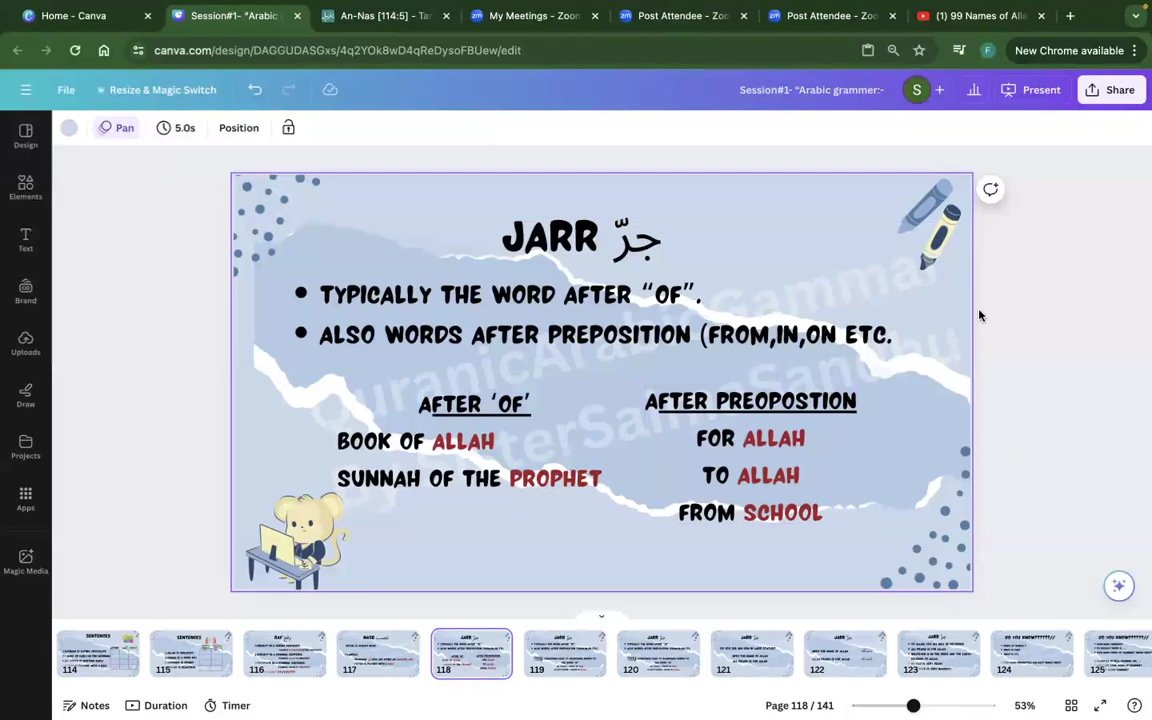 Home - Canva
Session#1- "Arabic
An-Nas [114:5] - Ta
My Meetings - Zoon
Post Attendee - Zoo
Post Attendee - Zoo
(1) 99 Names of Alla
canva.com/design/DAGGUDASGxs/4q2YOk8wD4qReDysoFBUew/edit
F
New Chrome available
File
Resize & Magic Switch
Session#1- "Arabic grammer:-
S
Present
Share
Pan
5.0s
Position
Design
Elements
Text
Brand
Uploads
Draw
Projects
Apps
Magic Media
JARR جرّ
• TYPICALLY THE WORD AFTER "OF".
• ALSO WORDS AFTER PREPOSITION (FROM,IN,ON ETC.
AFTER 'OF'
BOOK OF ALLAH
SUNNAH OF THE PROPHET
AFTER PREOPOSTION
FOR ALLAH
TO ALLAH
FROM SCHOOL
114
115
116
117
118
119
120
121
122
123
124
125
Notes
Duration
Timer
Page 118 / 141
53%